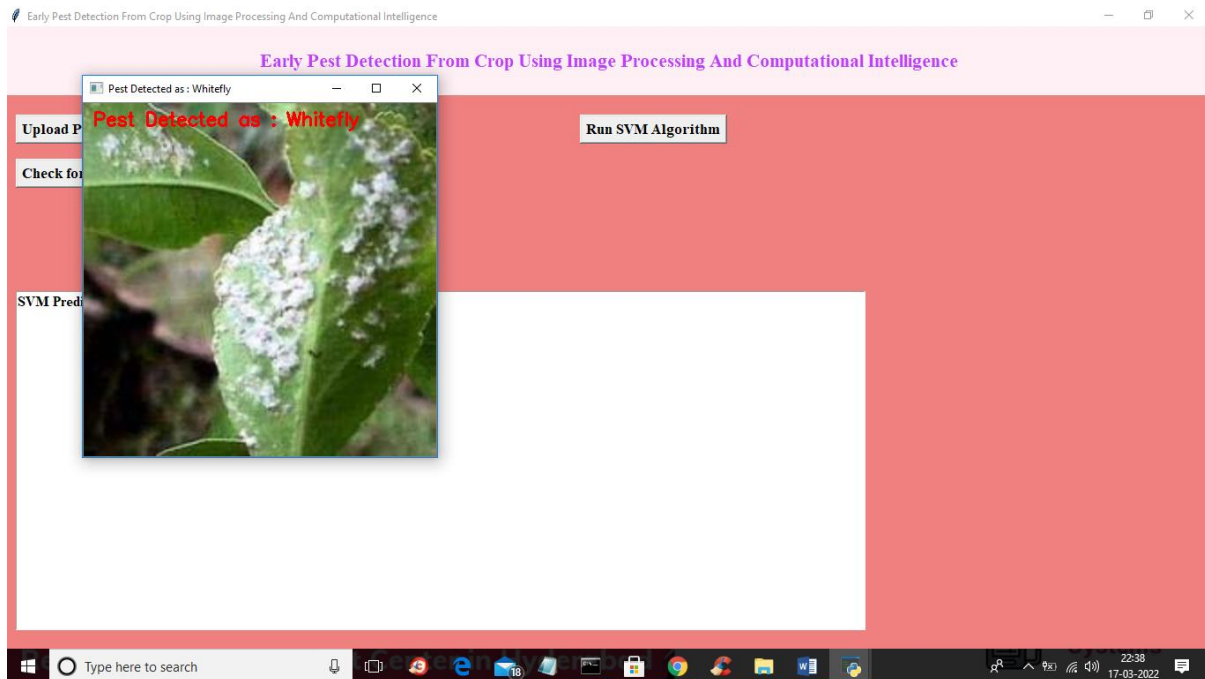 Early Pest Detection From Crop Using Image Processing And Computational Intelligence
Early Pest Detection From Crop Using Image Processing And Computational Intelligence
Pest Detected as : Whitefly
Pest Detected as : Whitefly
Upload P
Run SVM Algorithm
Check for
SVM Predi
Type here to search
18
22:38
17-03-2022